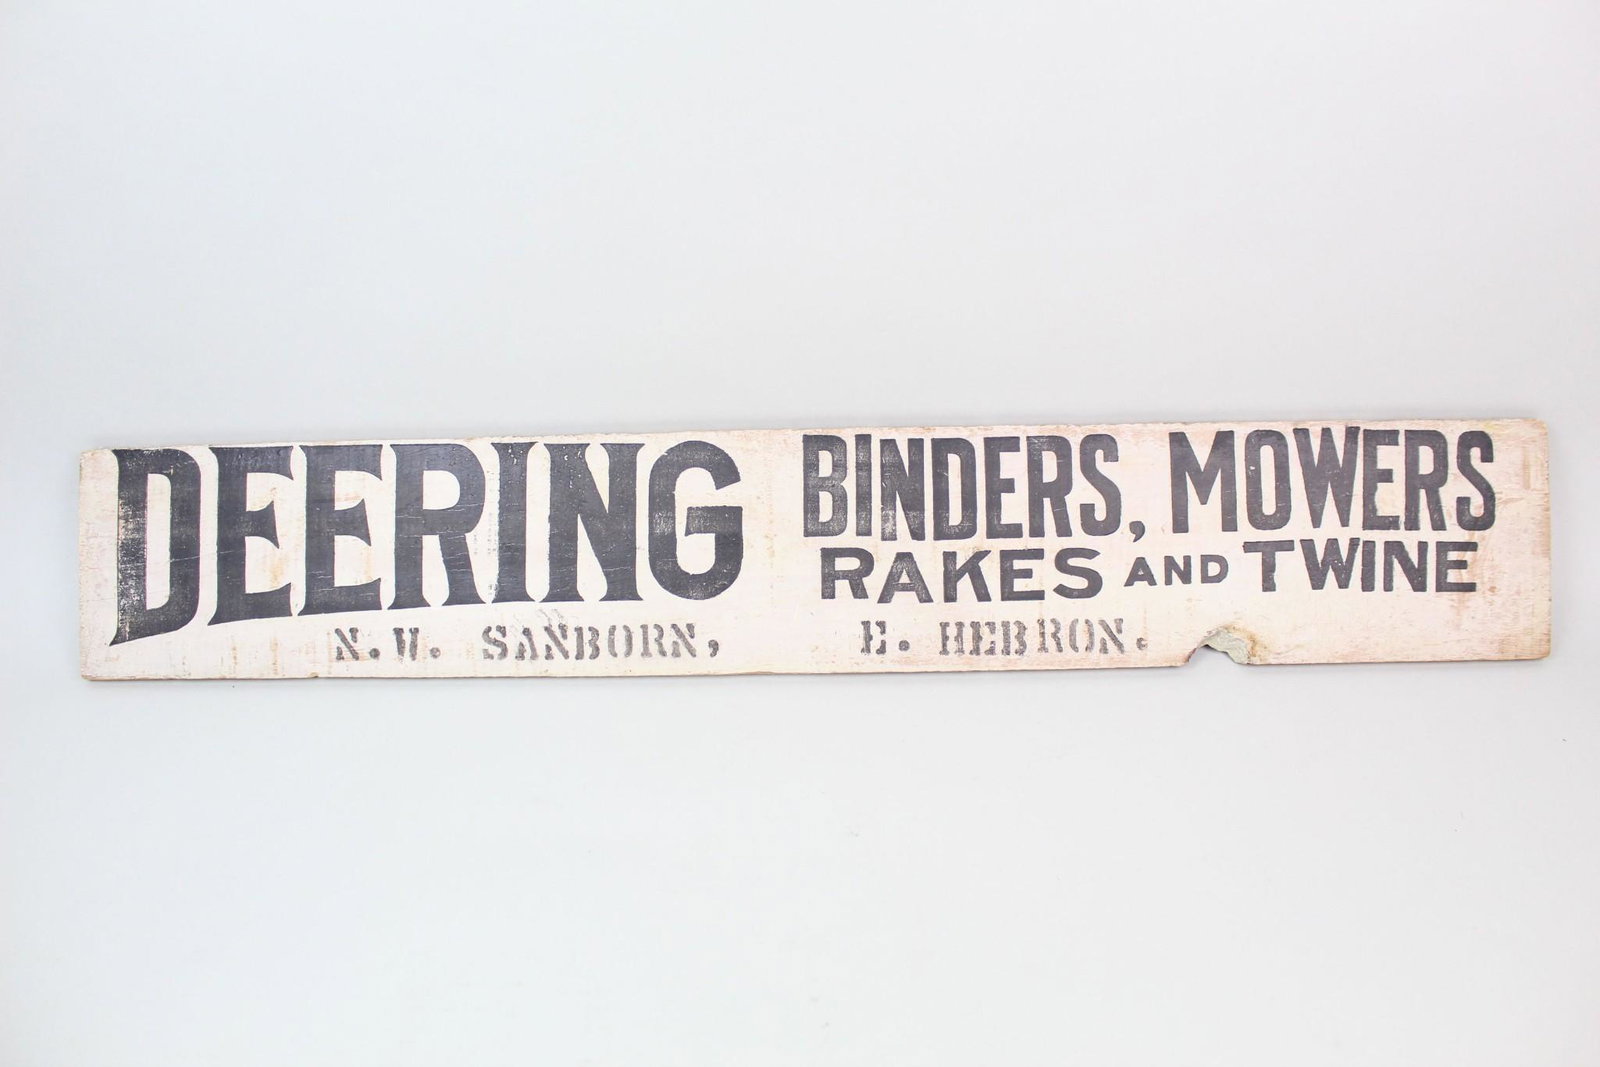 DEERING BINDERS, MOWERS
RAKES AND TWINE
N. W. SANBORN, E. HEBRON.